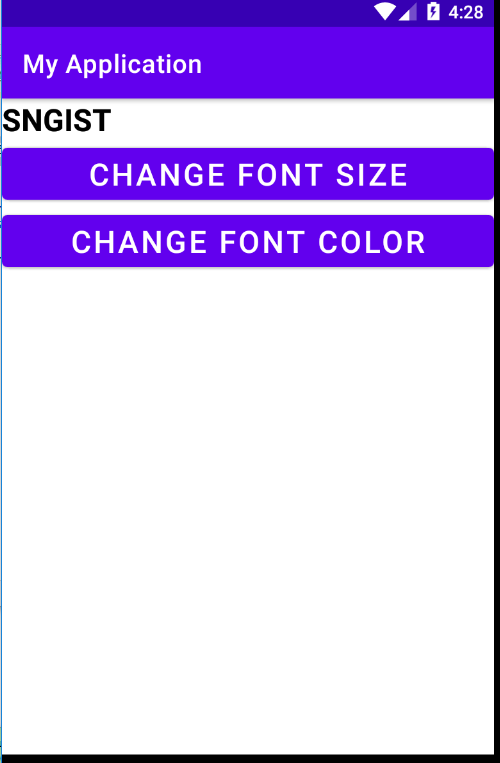 4:28
My Application
SNGIST
CHANGE FONT SIZE
CHANGE FONT COLOR